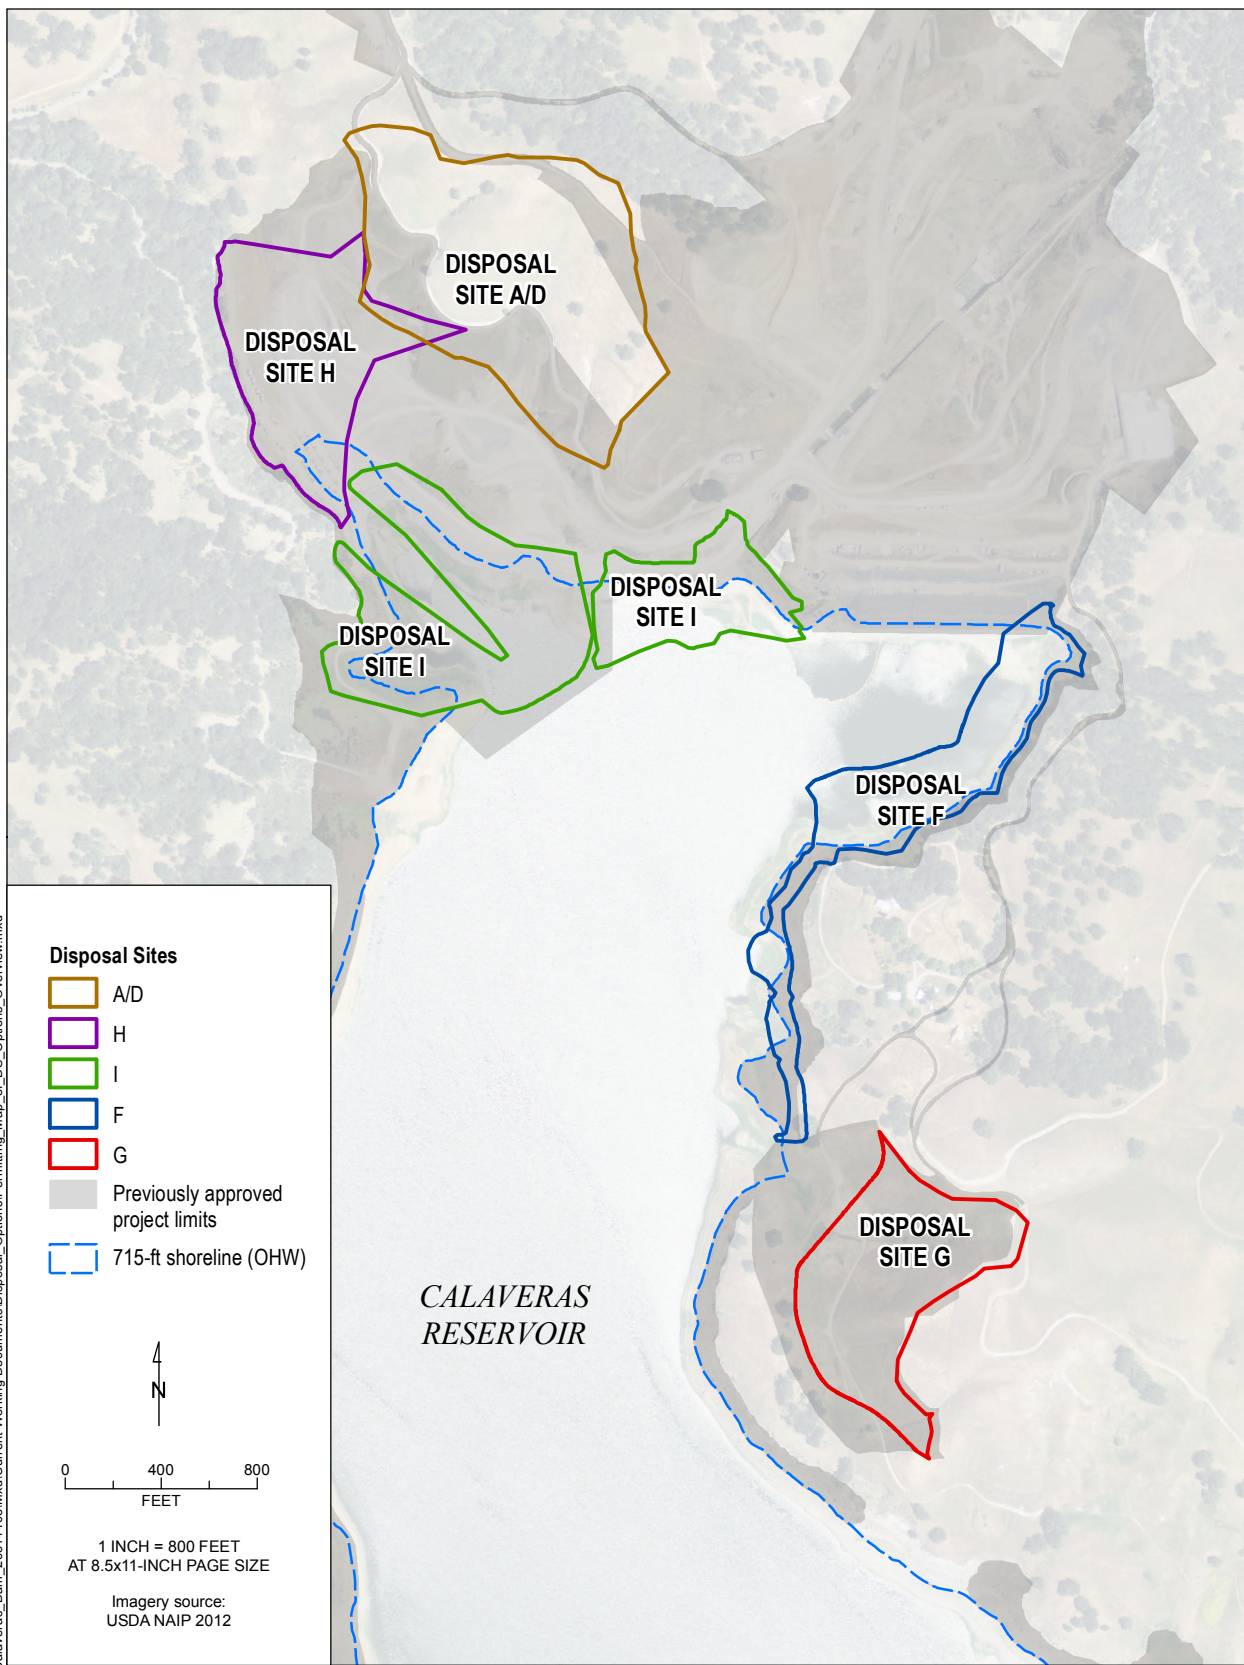 DISPOSAL
SITE A/D
DISPOSAL
SITE H
DISPOSAL
SITE I
DISPOSAL
SITE I
DISPOSAL
SITE F
DISPOSAL
SITE G
CALAVERAS
RESERVOIR
Disposal Sites
A/D
H
I
F
G
Previously approved
project limits
715-ft shoreline (OHW)
N
0 400 800
FEET
1 INCH = 800 FEET
AT 8.5x11-INCH PAGE SIZE
Imagery source:
USDA NAIP 2012